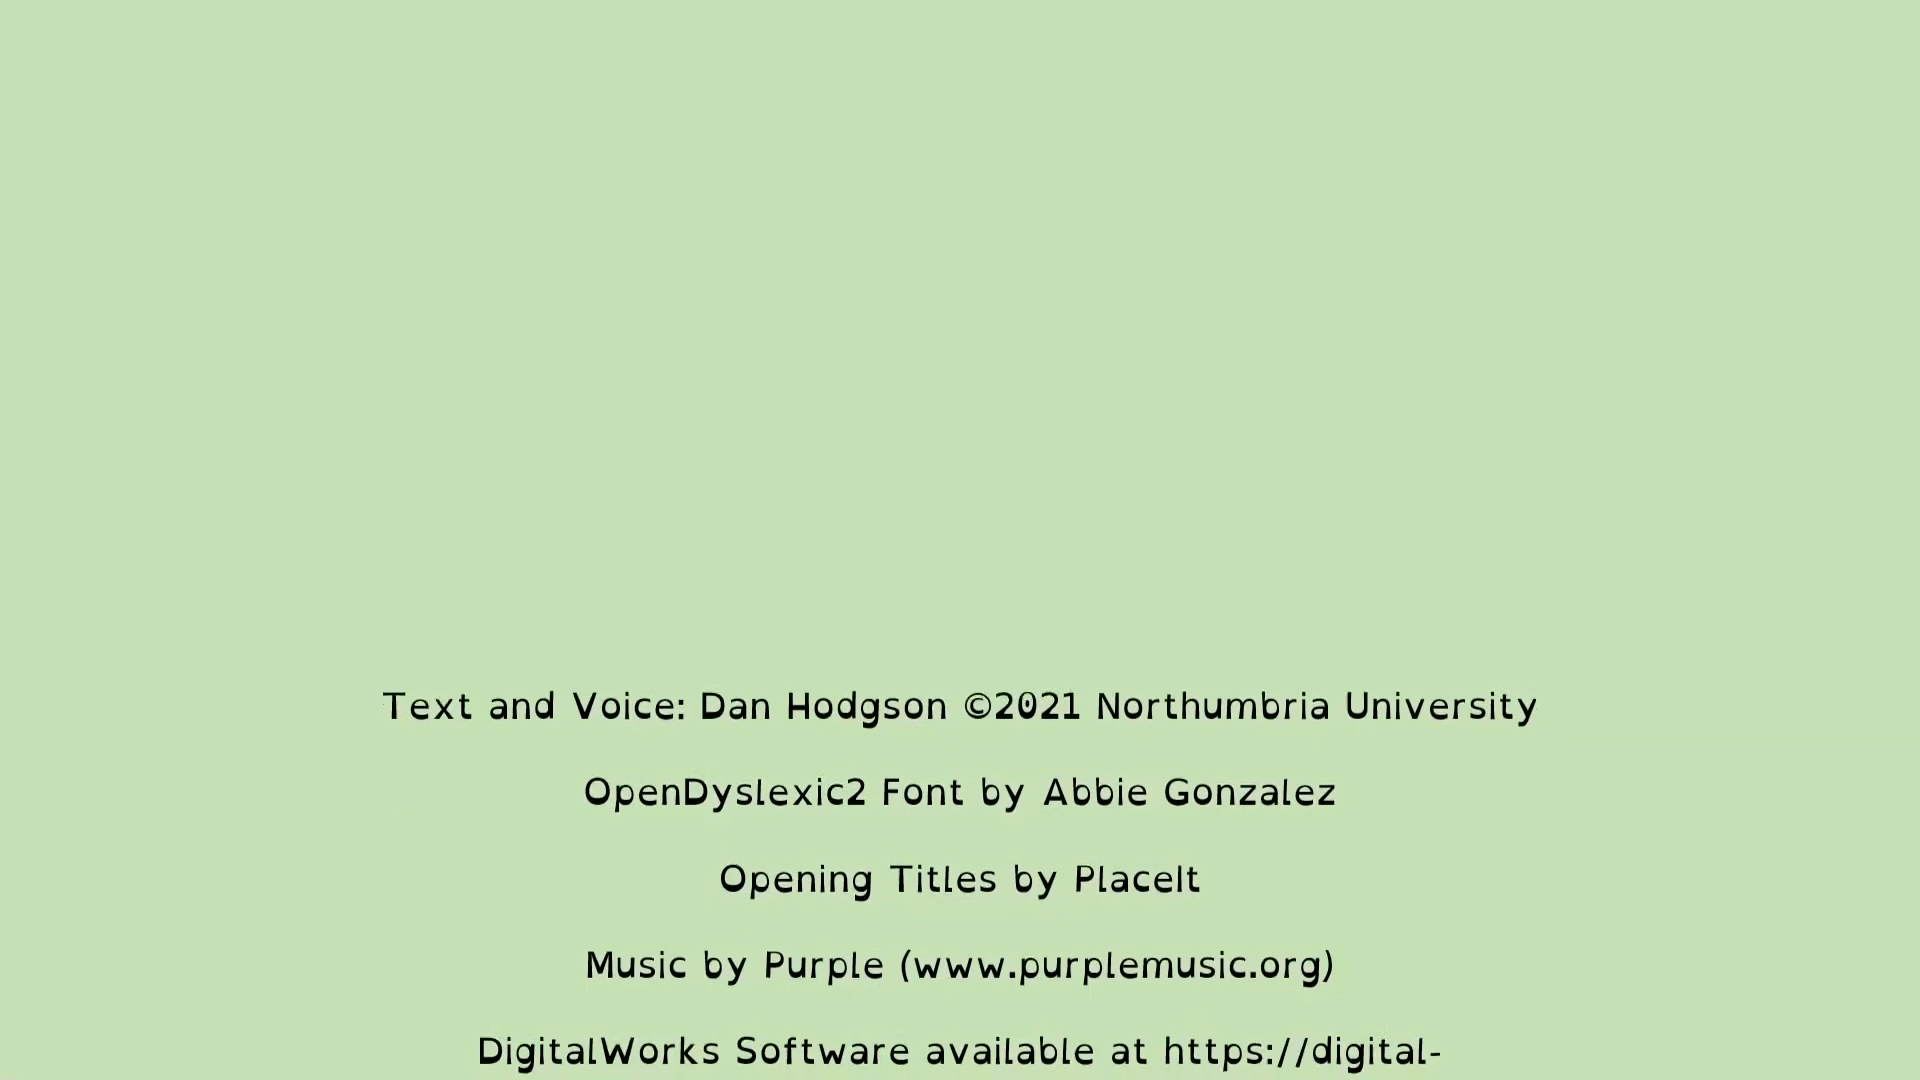 Text and Voice: Dan Hodgson ©2021 Northumbria University
OpenDyslexic2 Font by Abbie Gonzalez
Opening Titles by PlaceIt
Music by Purple (www.purplemusic.org)
DigitalWorks Software available at https://digital-